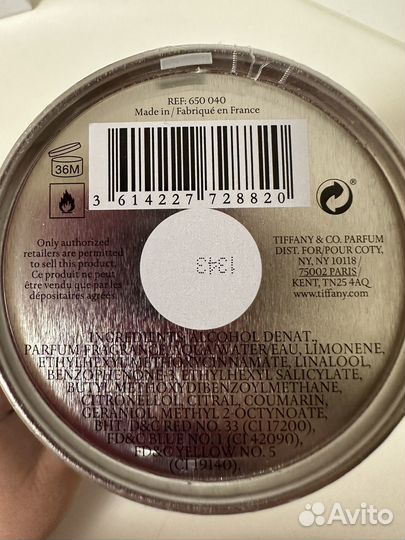 REF: 650 040
Made in / Fabriqué en France
3 614227 728820
36M
Only authorized
retailers are permitted
to sell this product.
Ce produit ne peut
être vendu que par les
dépositaires agréés.
TIFFANY & CO. PARFUM
DIST. FOR/POUR COTY,
NY, NY 10118 /
75002 PARIS /
KENT, TN25 4AQ
www.tiffany.com
1343
INGREDIENTS: ALCOHOL DENAT.,
PARFUM/FRAGRANCE, AQUA/WATER/EAU, LIMONENE,
ETHYLHEXYL METHOXYCINNAMATE, LINALOOL,
BENZOPHENONE-3, ETHYLHEXYL SALICYLATE,
BUTYL METHOXYDIBENZOYLMETHANE,
CITRONELLOL, CITRAL, COUMARIN,
GERANIOL, METHYL 2-OCTYNOATE,
BHT, D&C RED NO. 33 (CI 17200),
FD&C BLUE NO. 1 (CI 42090),
FD&C YELLOW NO. 5
(CI 19140).
Avito